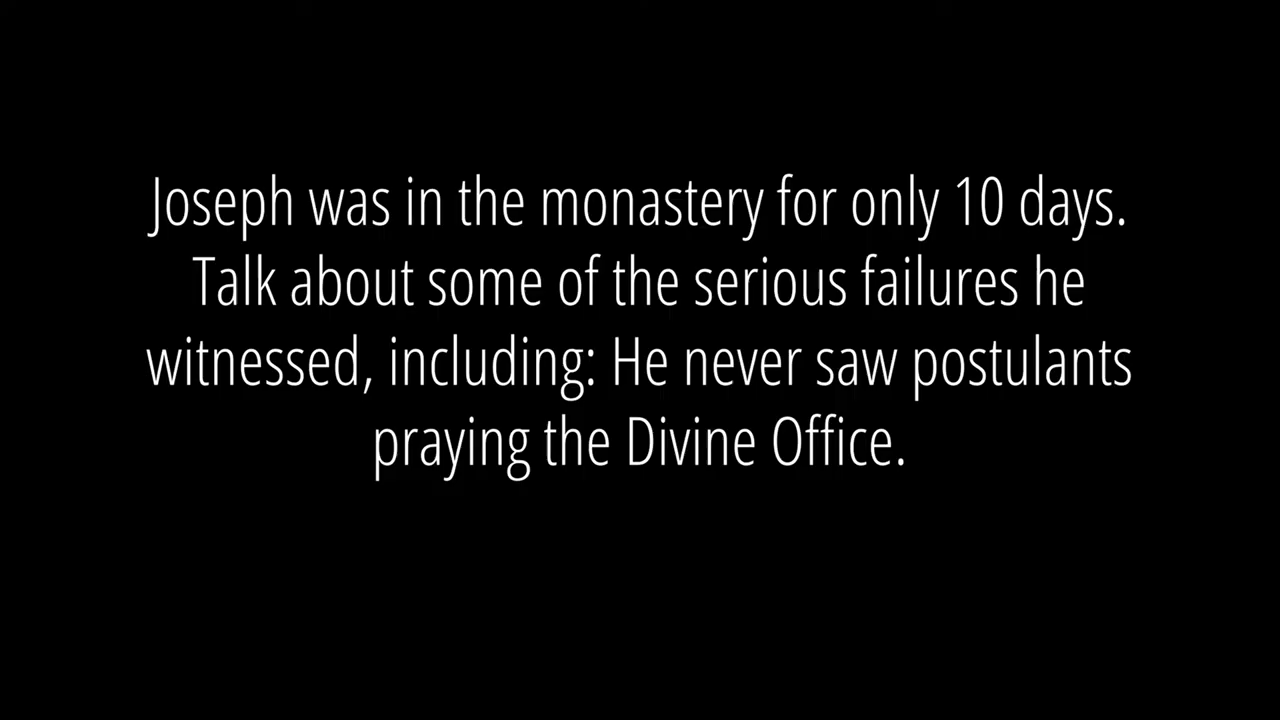 Joseph was in the monastery for only 10 days.
Talk about some of the serious failures he
witnessed, including: He never saw postulants
praying the Divine Office.